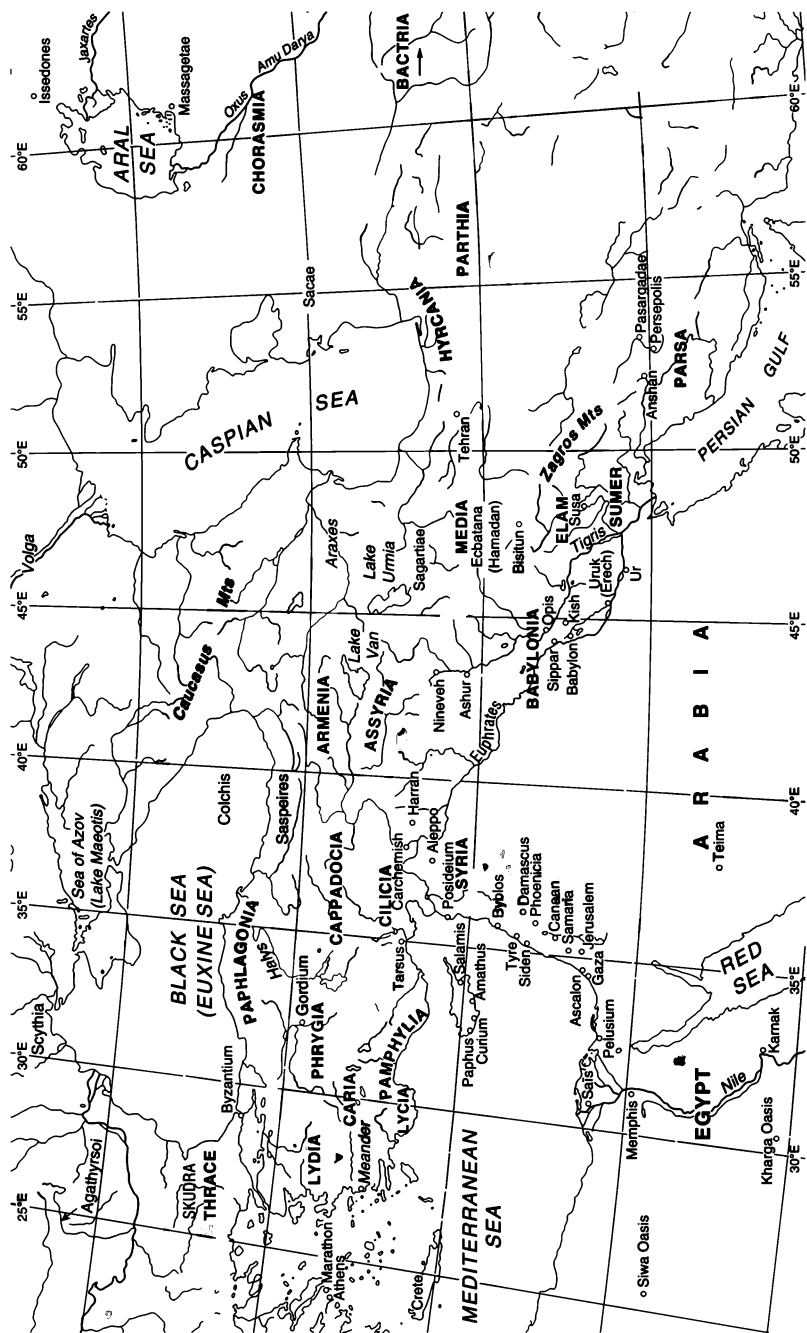 25°E
30°E
35°E
40°E
45°E
50°E
55°E
60°E
Scythia
Agathyrsoi
SKUDRA
THRACE
Byzantium
BLACK SEA
(EUXINE SEA)
Sea of Azov
(Lake Maeotis)
Colchis
Saspeires
Caucasus Mts
Volga
CASPIAN SEA
Sacae
ARAL
SEA
Issedones
Jaxartes
Massagetae
Oxus
Amu Darya
CHORASMIA
BACTRIA
PARTHIA
HYRCANIA
PAPHLAGONIA
Halys
Gordium
PHRYGIA
CAPPADOCIA
ARMENIA
Araxes
LYDIA
CARIA
Meander
PAMPHYLIA
LYCIA
CILICIA
Tarsus
Carchemish
Harran
Aleppo
ASSYRIA
Lake
Van
Lake
Urmia
Sagartiae
Nineveh
Ashur
MEDIA
Ecbatana
(Hamadan)
Bisitun
Tehran
Marathon
Athens
Crete
MEDITERRANEAN
SEA
Salamis
Amathus
Paphus
Curium
Posideium
SYRIA
Byblos
Damascus
Phoenicia
Tyre
Siden
Canaan
Samaria
Jerusalem
Ascalon
Gaza
Pelusium
Sais
Memphis
EGYPT
Nile
Karnak
Kharga Oasis
Siwa Oasis
RED
SEA
Teima
ARABIA
Euphrates
BABYLONIA
Sippar
Opis
Babylon
Kish
Uruk
(Erech)
Ur
Tigris
ELAM
Susa
SUMER
Zagros Mts
Anshan
Pasargadae
Persepolis
PARSA
PERSIAN GULF
30°E
35°E
40°E
45°E
60°E